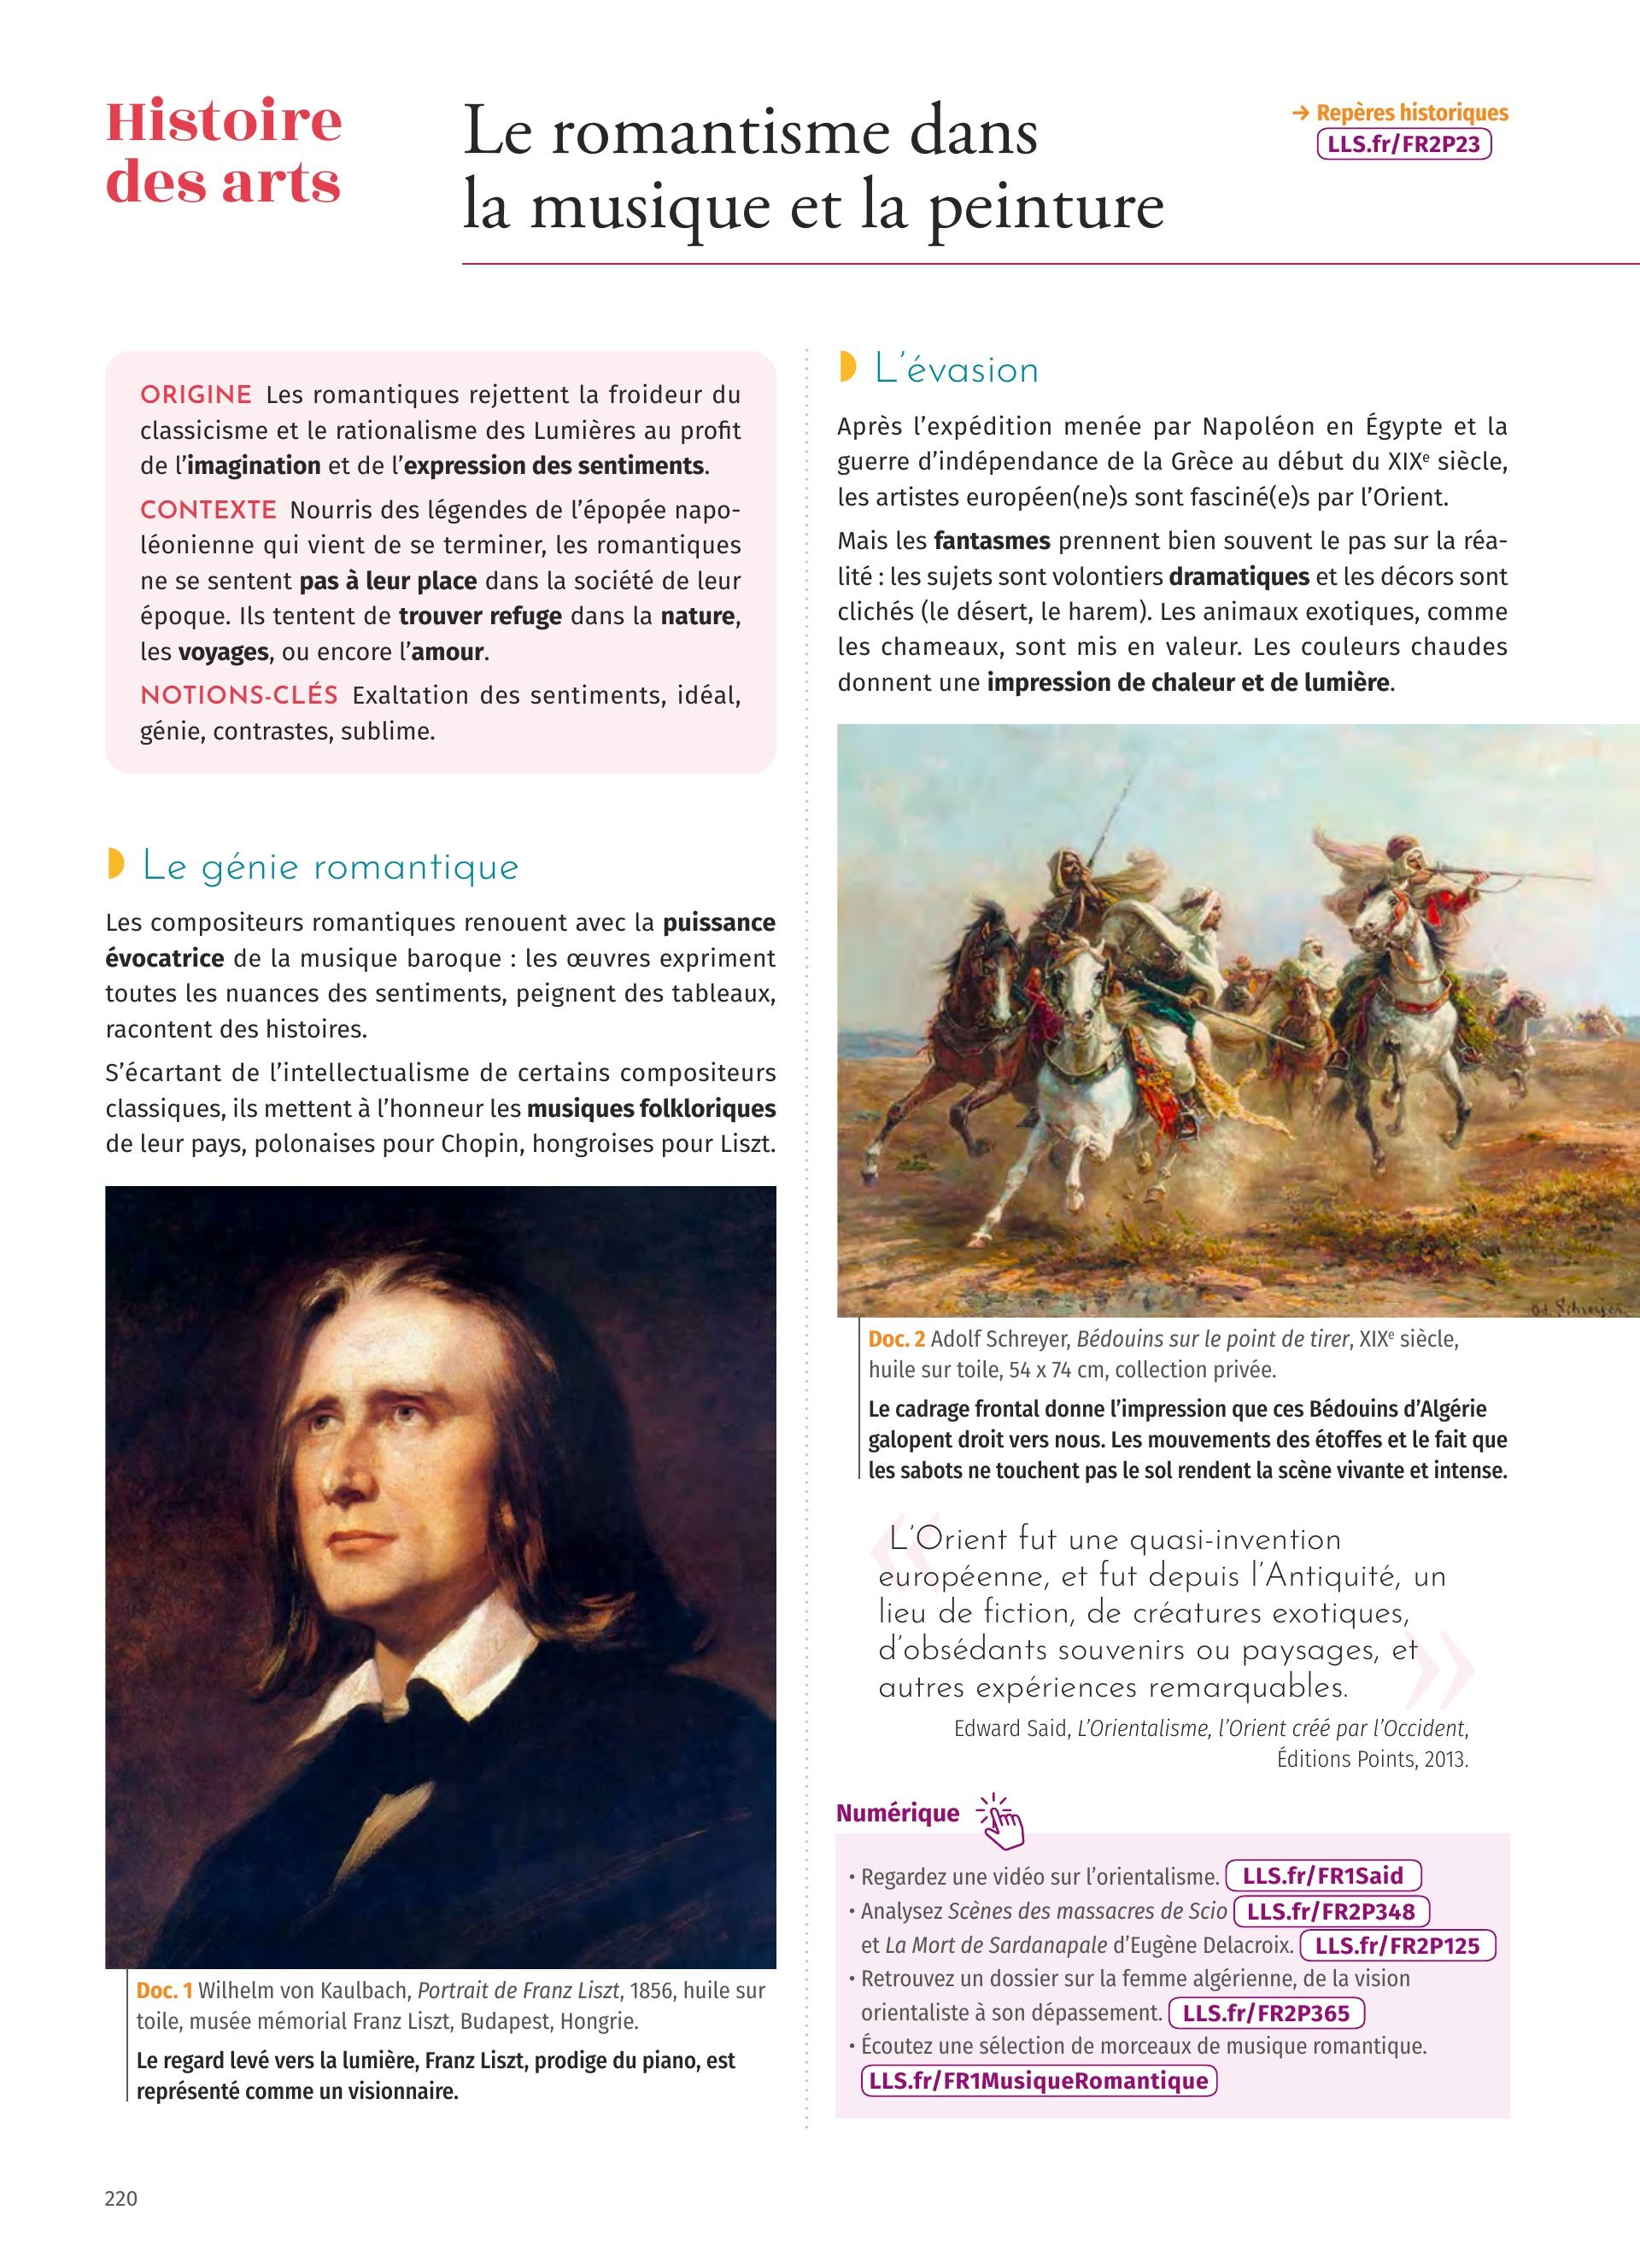 Histoire
des arts
Le romantisme dans
la musique et la peinture
→ Repères historiques
LLS.fr/FR2P23
ORIGINE Les romantiques rejettent la froideur du
classicisme et le rationalisme des Lumières au profit
de l’imagination et de l’expression des sentiments.
CONTEXTE Nourris des légendes de l’épopée napo-
léonienne qui vient de se terminer, les romantiques
ne se sentent pas à leur place dans la société de leur
époque. Ils tentent de trouver refuge dans la nature,
les voyages, ou encore l’amour.
NOTIONS-CLÉS Exaltation des sentiments, idéal,
génie, contrastes, sublime.
Le génie romantique
Les compositeurs romantiques renouent avec la puissance
évocatrice de la musique baroque : les œuvres expriment
toutes les nuances des sentiments, peignent des tableaux,
racontent des histoires.
S’écartant de l’intellectualisme de certains compositeurs
classiques, ils mettent à l’honneur les musiques folkloriques
de leur pays, polonaises pour Chopin, hongroises pour Liszt.
Doc. 1 Wilhelm von Kaulbach, Portrait de Franz Liszt, 1856, huile sur
toile, musée mémorial Franz Liszt, Budapest, Hongrie.
Le regard levé vers la lumière, Franz Liszt, prodige du piano, est
représenté comme un visionnaire.
L’évasion
Après l’expédition menée par Napoléon en Égypte et la
guerre d’indépendance de la Grèce au début du XIXe siècle,
les artistes européen(ne)s sont fasciné(e)s par l’Orient.
Mais les fantasmes prennent bien souvent le pas sur la réa-
lité : les sujets sont volontiers dramatiques et les décors sont
clichés (le désert, le harem). Les animaux exotiques, comme
les chameaux, sont mis en valeur. Les couleurs chaudes
donnent une impression de chaleur et de lumière.
Ad. Schreyer
Doc. 2 Adolf Schreyer, Bédouins sur le point de tirer, XIXe siècle,
huile sur toile, 54 x 74 cm, collection privée.
Le cadrage frontal donne l’impression que ces Bédouins d’Algérie
galopent droit vers nous. Les mouvements des étoffes et le fait que
les sabots ne touchent pas le sol rendent la scène vivante et intense.
« L’Orient fut une quasi-invention
européenne, et fut depuis l’Antiquité, un
lieu de fiction, de créatures exotiques,
d’obsédants souvenirs ou paysages, et
autres expériences remarquables. »
Edward Said, L’Orientalisme, l’Orient créé par l’Occident,
Éditions Points, 2013.
Numérique
• Regardez une vidéo sur l’orientalisme. LLS.fr/FR1Said
• Analysez Scènes des massacres de Scio LLS.fr/FR2P348
et La Mort de Sardanapale d’Eugène Delacroix. LLS.fr/FR2P125
• Retrouvez un dossier sur la femme algérienne, de la vision
orientaliste à son dépassement. LLS.fr/FR2P365
• Écoutez une sélection de morceaux de musique romantique.
LLS.fr/FR1MusiqueRomantique
220